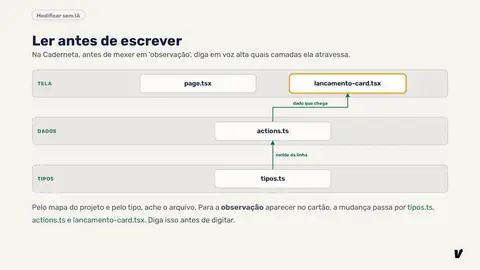 Modificar sem IA
Ler antes de escrever
Na Caderneta, antes de mexer em 'observação', diga em voz alta quais camadas ela atravessa.
TELA
page.tsx
lancamento-card.tsx
dado que chega
DADOS
actions.ts
molde da linha
TIPOS
tipos.ts
Pelo mapa do projeto e pelo tipo, ache o arquivo. Para a observação aparecer no cartão, a mudança passa por tipos.ts,
actions.ts e lancamento-card.tsx. Diga isso antes de digitar.